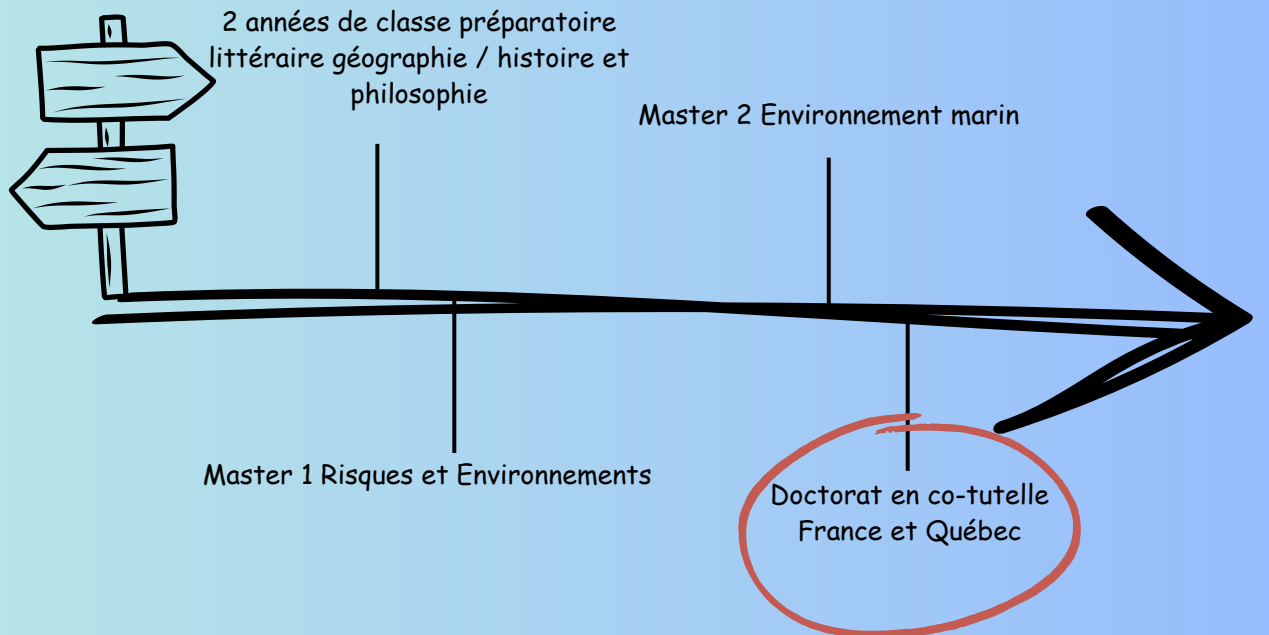 2 années de classe préparatoire
littéraire géographie / histoire et
philosophie
Master 1 Risques et Environnements
Master 2 Environnement marin
Doctorat en co-tutelle
France et Québec